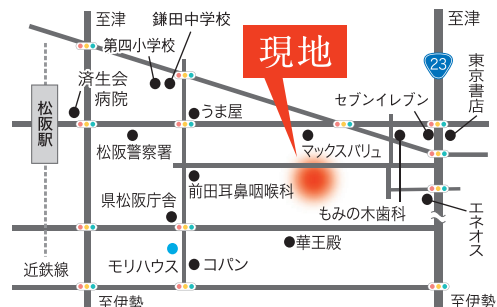 至津
鎌田中学校
第四小学校
至津
現地
23
済生会
病院
東京書店
セブンイレブン
うま屋
松阪駅
松阪警察署
マックスバリュ
前田耳鼻咽喉科
県松阪庁舎
もみの木歯科
エネオス
華王殿
近鉄線
モリハウス
コパン
至伊勢
至伊勢